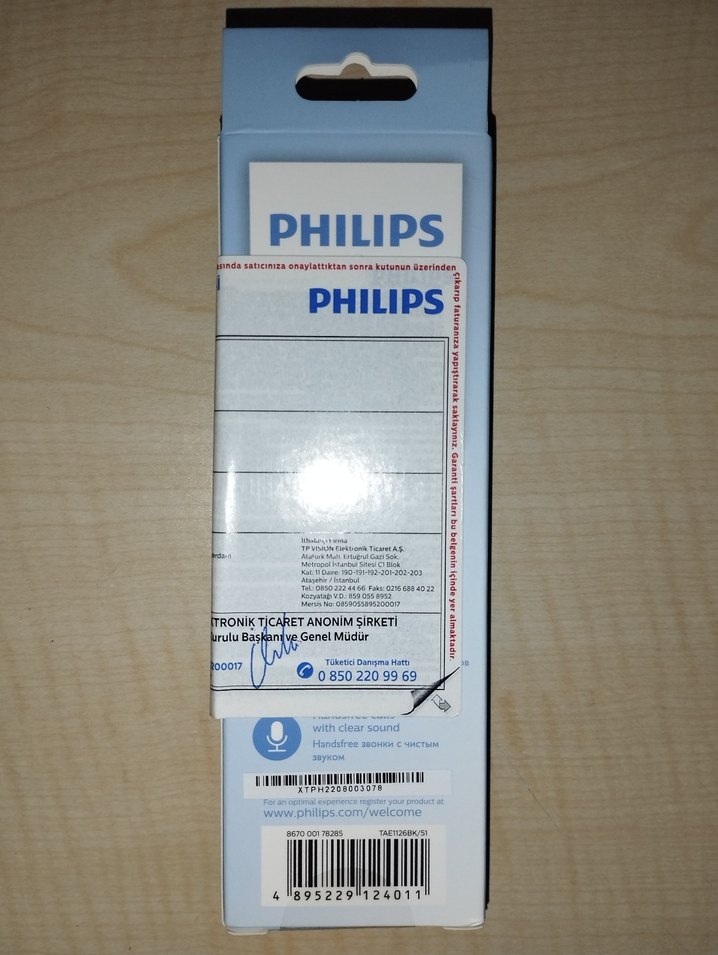 PHILIPS
asında satıcınıza onaylattıktan sonra kutunun üzerinden
çıkarıp faturanıza yapıştırarak saklayınız. Garanti şartları bu belgenin içinde yer almaktadır.
PHILIPS
İthalatçı Firma
TP VISION Elektronik Ticaret A.Ş.
Atatürk Mah. Ertuğrul Gazi Sok.
Metropol İstanbul Sitesi C1 Blok
Kat: 11 Daire: 190-191-192-201-202-203
Ataşehir / İstanbul
Tel.: 0850 222 44 66 Faks: 0216 688 40 22
Kozyatağı V.D.: 859 055 8952
Mersis No: 0859055895200017
KTRONİK TİCARET ANONİM ŞİRKETİ
urulu Başkanı ve Genel Müdür
200017
Tüketici Danışma Hattı
0 850 220 99 69
Handsfree calls
with clear sound
Handsfree звонки с чистым
звуком
XTPH2208003078
For an optimal experience register your product at
www.philips.com/welcome
8670 001 78285 TAE1126BK/51
4 895229 124011